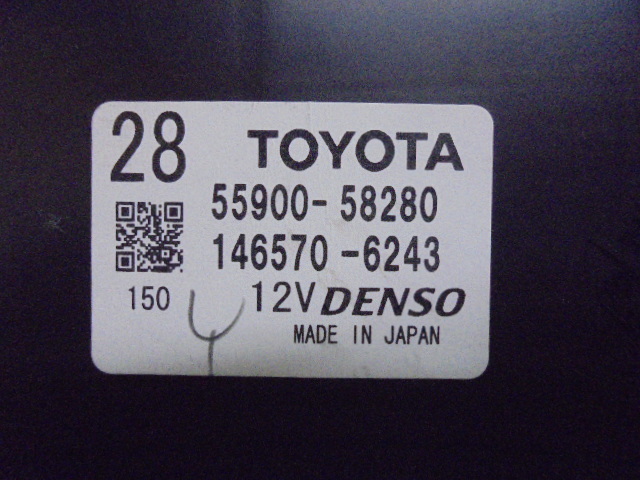 28 TOYOTA
55900-58280
146570-6243
150 12V DENSO
MADE IN JAPAN